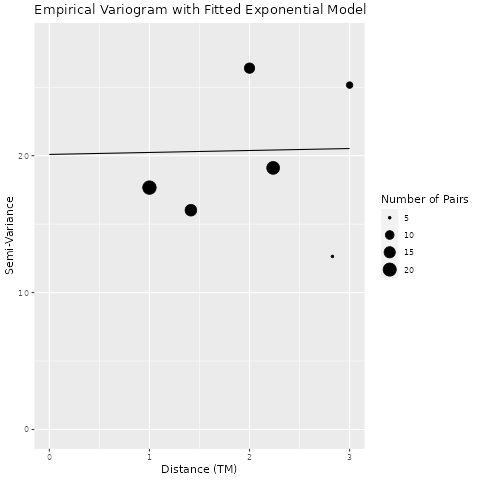 Empirical Variogram with Fitted Exponential Model
Semi-Variance
20
10
0
0 1 2 3
Distance (TM)
Number of Pairs
5
10
15
20